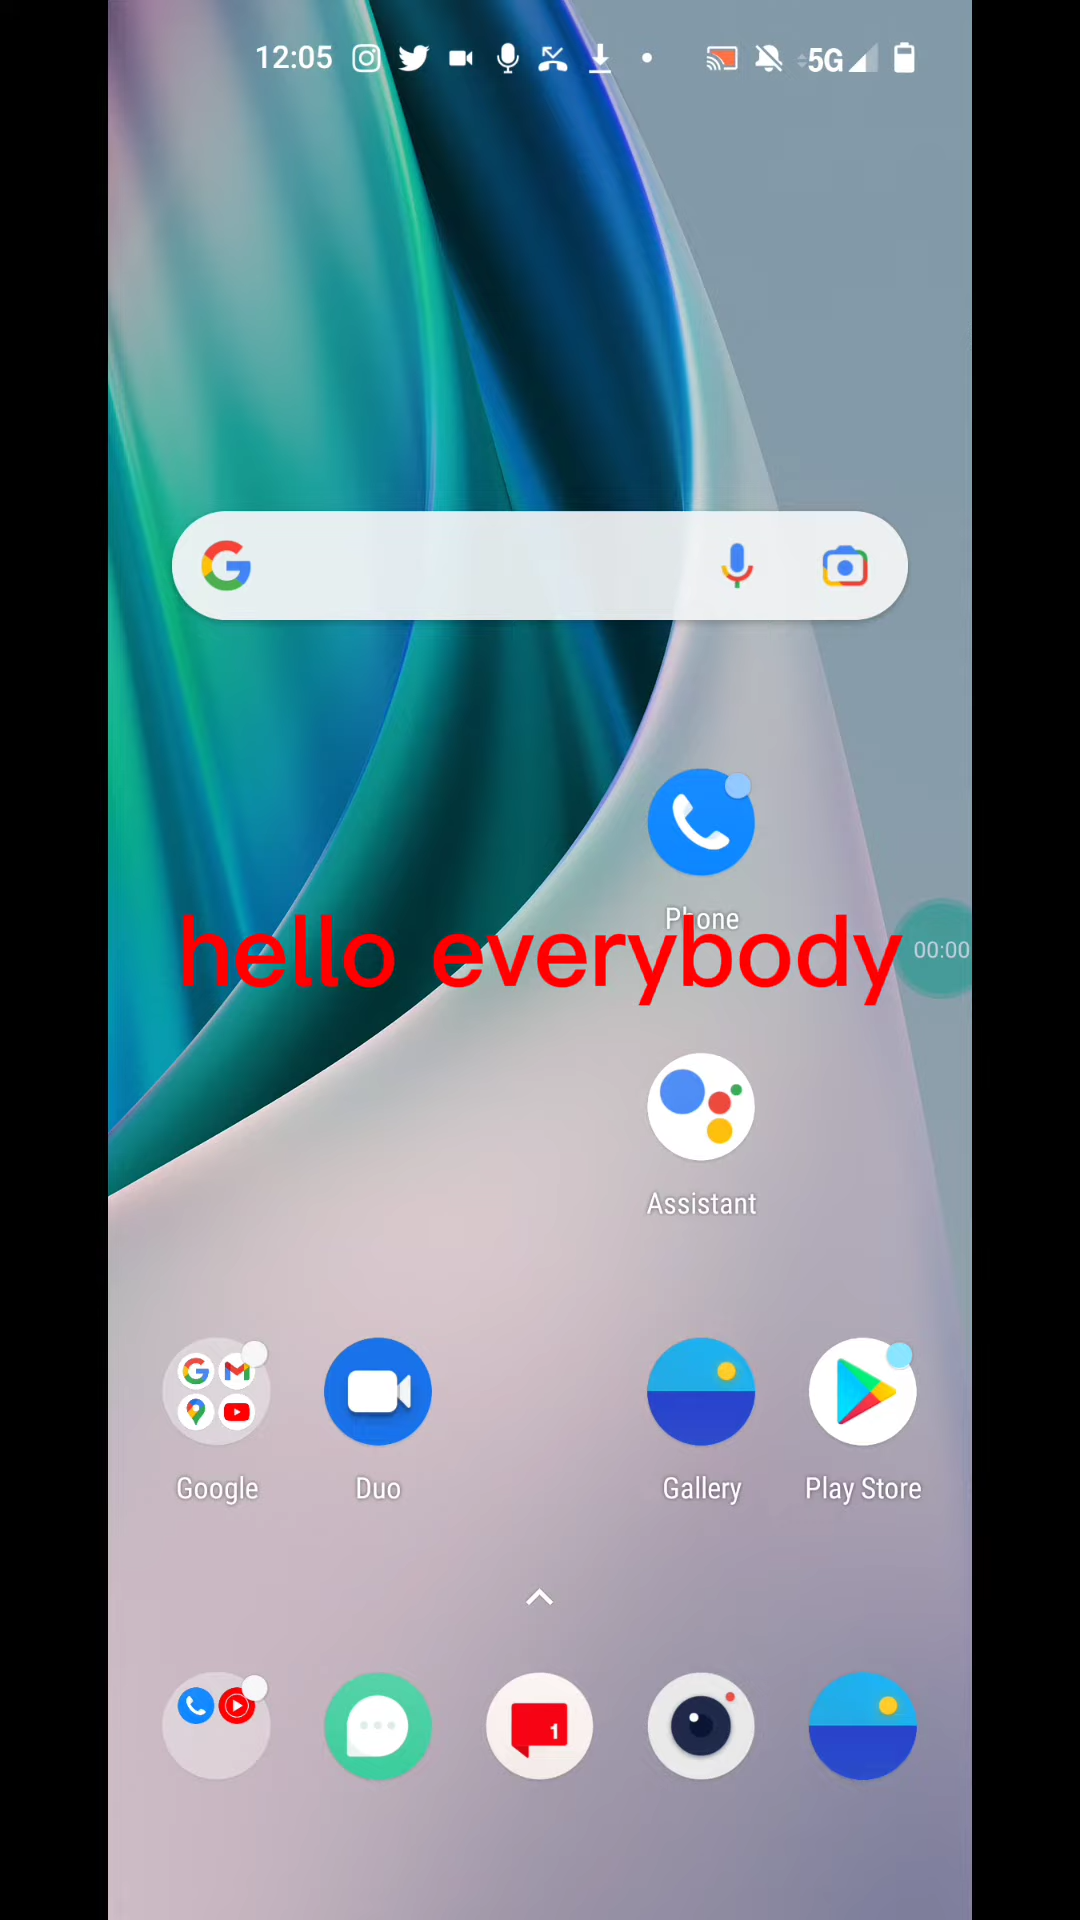 12:05 5G
Phone
hello everybody
00:00
Assistant
Google Duo Gallery Play Store
1